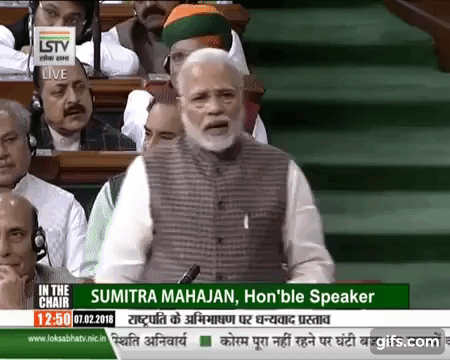 LSTV
लोक सभा
LIVE
IN THE
CHAIR
SUMITRA MAHAJAN, Hon'ble Speaker
12:50
07.02.2018
राष्ट्रपति के अभिभाषण पर धन्यवाद प्रस्ताव
www.loksabhatv.nic.in
स्थिति अनिवार्य
कोरम पूरा नहीं रहने पर घंटी
gifs.com